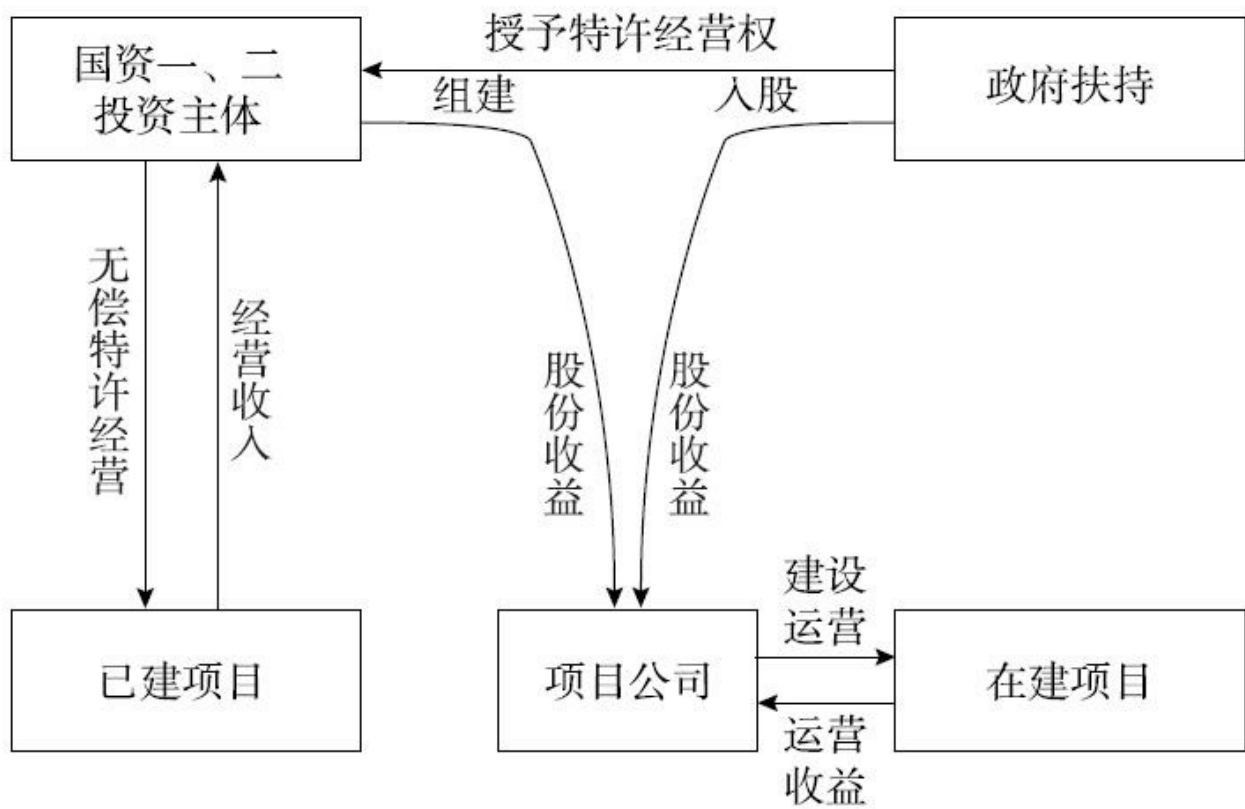 授予特许经营权
国资一、二
投资主体
组建
入股
政府扶持
无偿特许经营
经营收入
股份收益
股份收益
建设
运营
已建项目
项目公司
在建项目
运营
收益